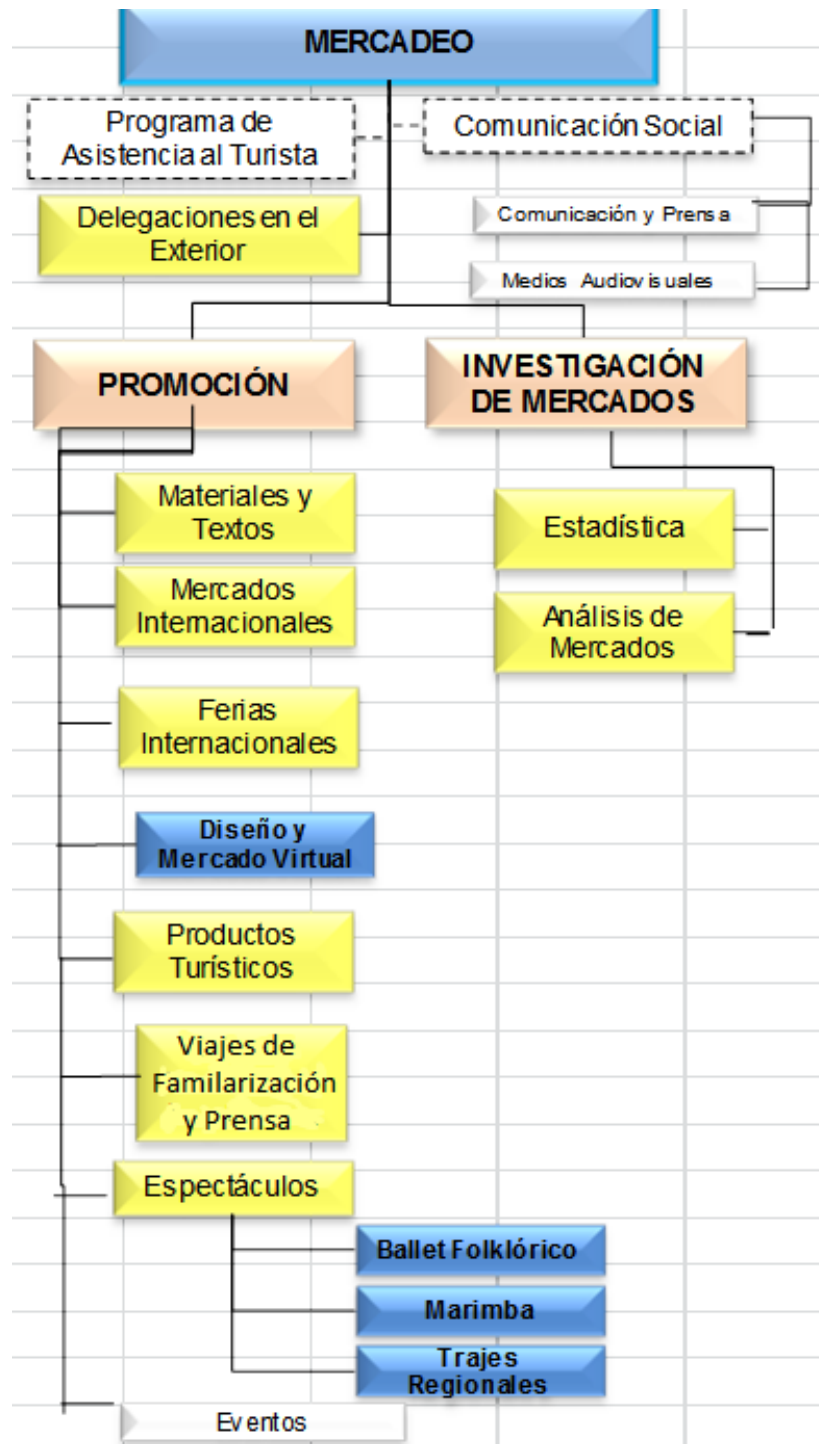 MERCADEO
Programa de
Asistencia al Turista
Comunicación Social
Delegaciones en el
Exterior
Comunicación y Prensa
Medios Audiovisuales
PROMOCIÓN
INVESTIGACIÓN
DE MERCADOS
Materiales y
Textos
Estadística
Mercados
Internacionales
Análisis de
Mercados
Ferias
Internacionales
Diseño y
Mercado Virtual
Productos
Turísticos
Viajes de
Familarización
y Prensa
Espectáculos
Ballet Folklórico
Marimba
Trajes
Regionales
Eventos